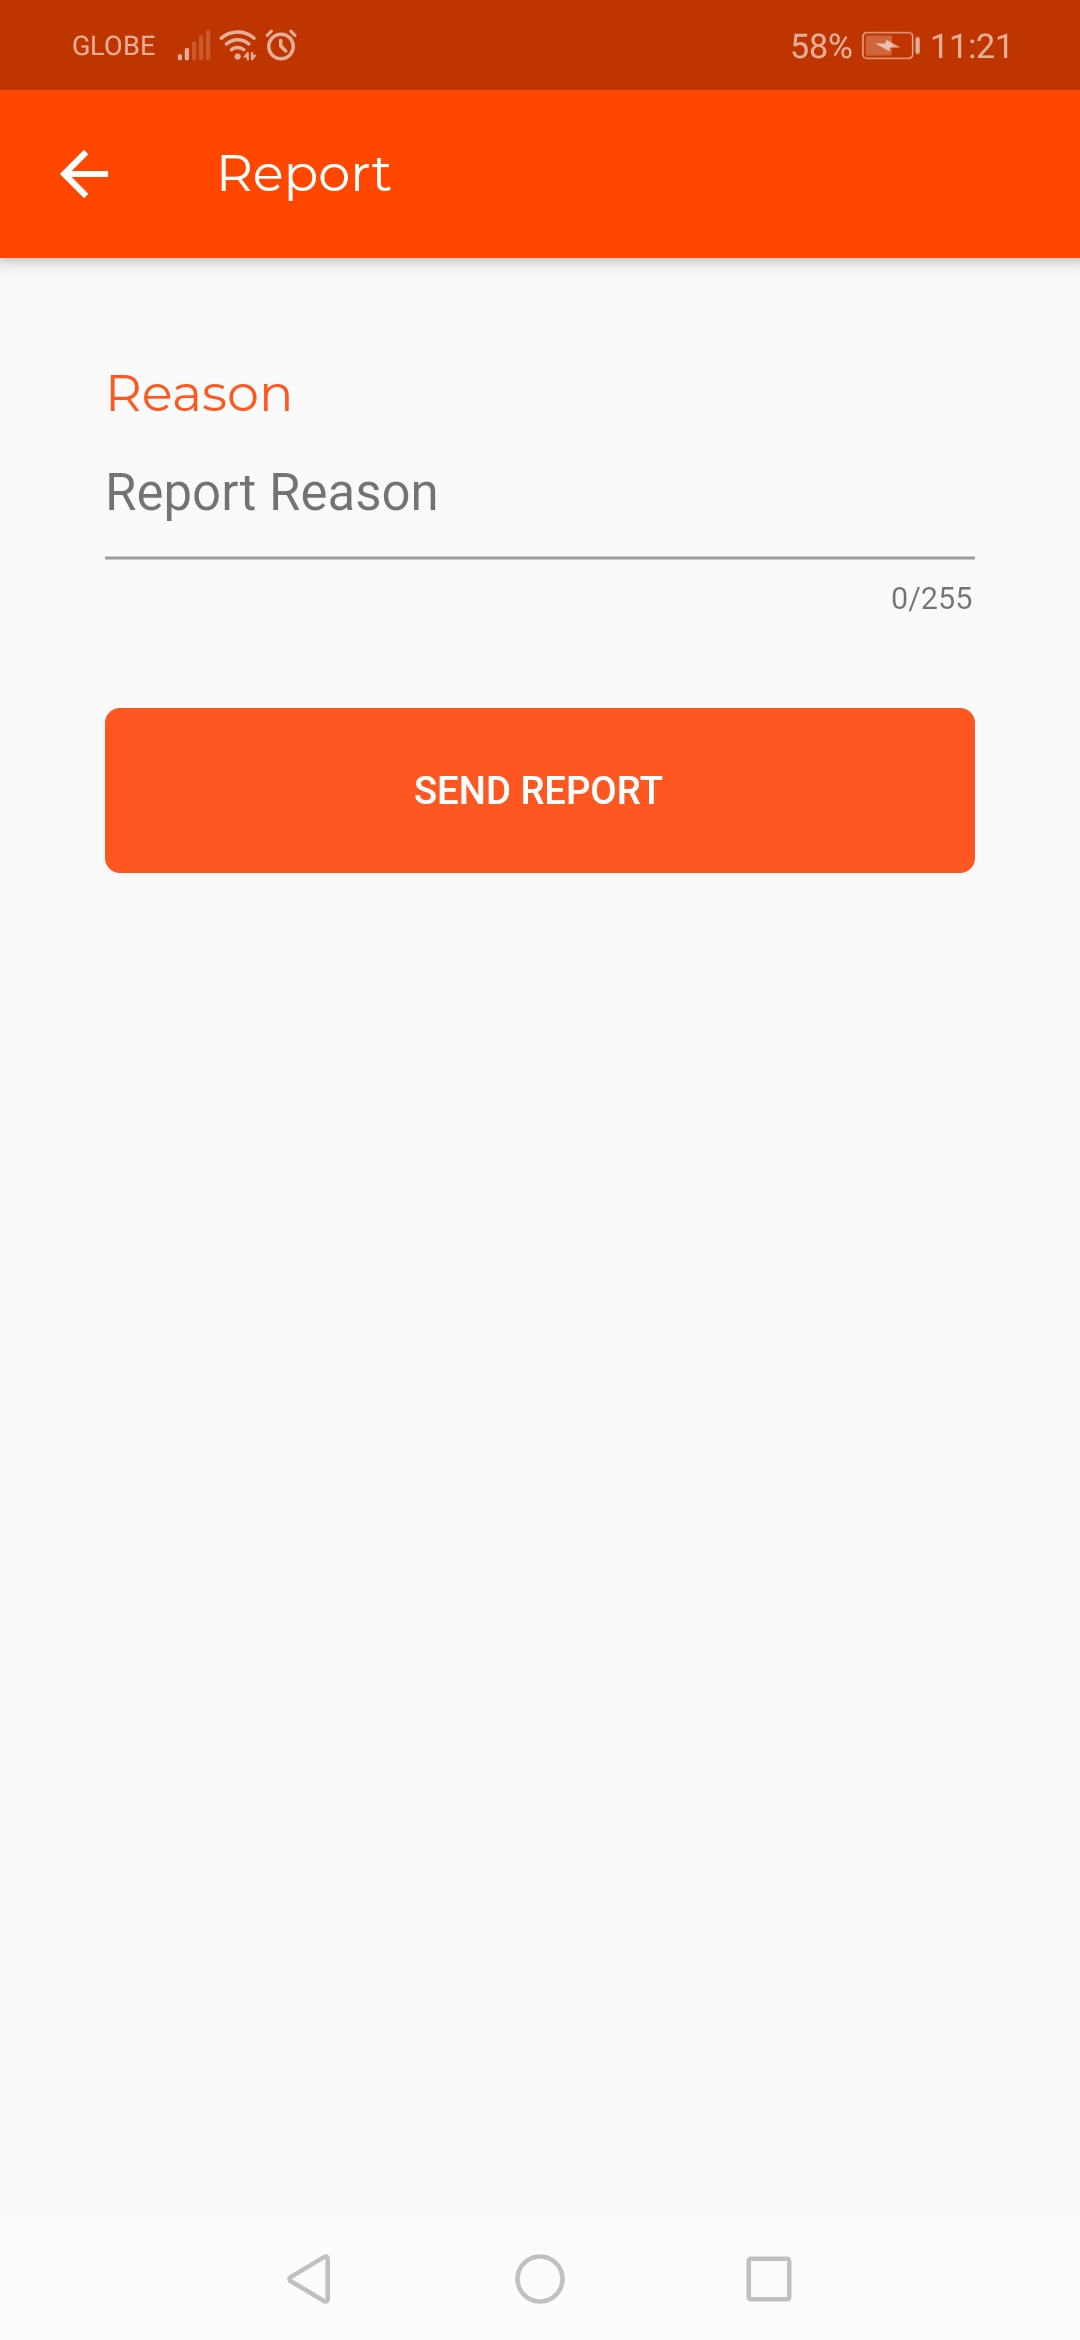 GLOBE 58% 11:21
Report
Reason
Report Reason
0/255
SEND REPORT